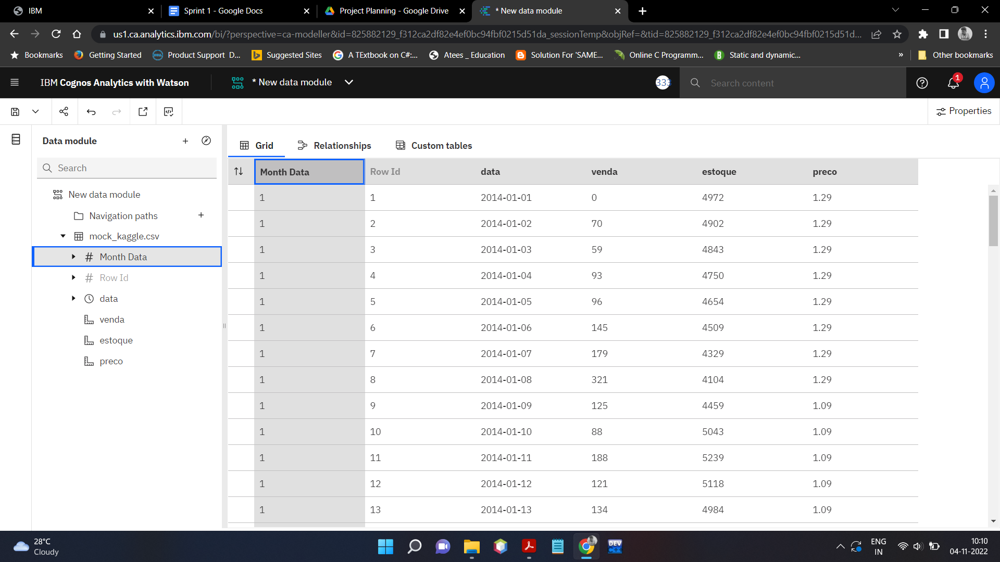 IBM
Sprint 1 - Google Docs
Project Planning - Google Drive
* New data module
us1.ca.analytics.ibm.com/bi/?perspective=ca-modeller&id=825882129_f312ca2df82e4ef0bc94fbf0215d51da_sessionTemp&objRef=&tid=825882129_f312ca2df82e4ef0bc94fbf0215d51d...
Bookmarks
Getting Started
Product Support D...
Suggested Sites
A TExtbook on C#:...
Atees _ Education
Solution For 'SAME...
Online C Programm...
Static and dynamic...
»
Other bookmarks
IBM Cognos Analytics with Watson
* New data module
333
Search content
1
Properties
Data module
Search
New data module
Navigation paths
mock_kaggle.csv
Month Data
Row Id
data
venda
estoque
preco
Grid
Relationships
Custom tables
Month Data Row Id data venda estoque preco
1 1 2014-01-01 0 4972 1.29
1 2 2014-01-02 70 4902 1.29
1 3 2014-01-03 59 4843 1.29
1 4 2014-01-04 93 4750 1.29
1 5 2014-01-05 96 4654 1.29
1 6 2014-01-06 145 4509 1.29
1 7 2014-01-07 179 4329 1.29
1 8 2014-01-08 321 4104 1.29
1 9 2014-01-09 125 4459 1.09
1 10 2014-01-10 88 5043 1.09
1 11 2014-01-11 188 5239 1.09
1 12 2014-01-12 121 5118 1.09
1 13 2014-01-13 134 4984 1.09
28°C
Cloudy
DEV
ENG
IN
10:10
04-11-2022